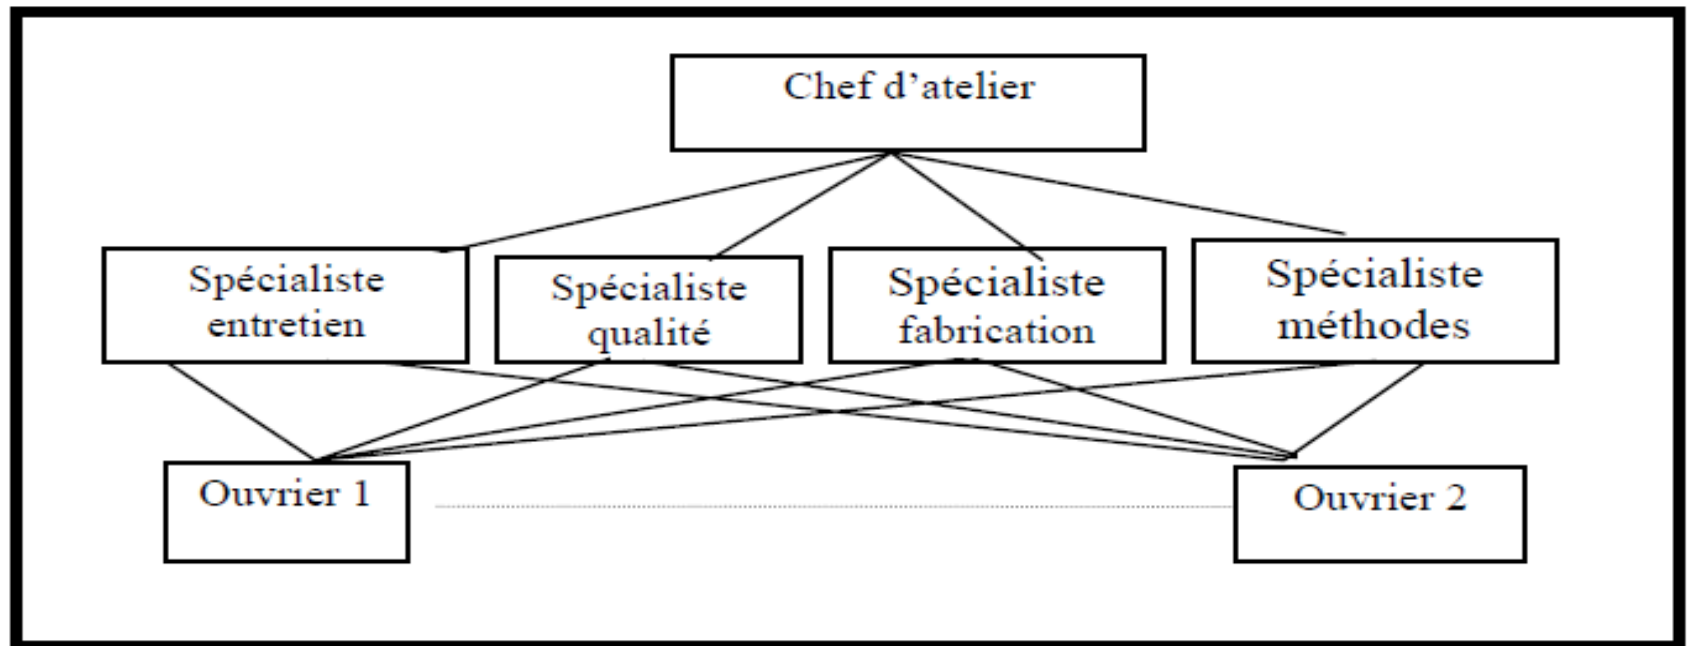 Chef d’atelier
Spécialiste
entretien
Spécialiste
qualité
Spécialiste
fabrication
Spécialiste
méthodes
Ouvrier 1
Ouvrier 2